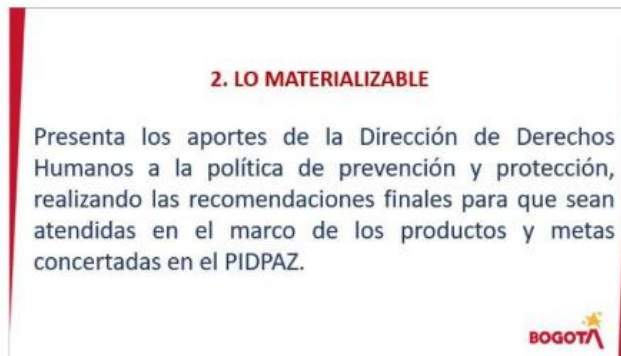 2. LO MATERIALIZABLE
Presenta los aportes de la Dirección de Derechos
Humanos a la política de prevención y protección,
realizando las recomendaciones finales para que sean
atendidas en el marco de los productos y metas
concertadas en el PIDPAZ.
BOGOTÁ